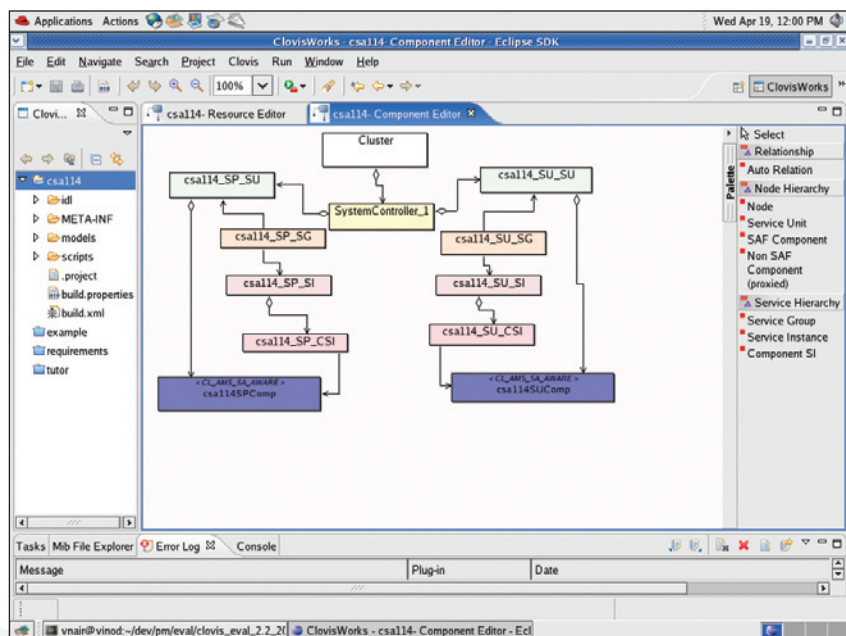 Applications Actions
Wed Apr 19, 12:00 PM
ClovisWorks - csa114- Component Editor - Eclipse SDK
File Edit Navigate Search Project Clovis Run Window Help
100%
ClovisWorks
»
Clovi...
csa114- Resource Editor
csa114- Component Editor
csa114
idl
META-INF
models
scripts
.project
build.properties
build.xml
example
requirements
tutor
Cluster
csa114_SP_SU
csa114_SU_SU
SystemController_1
csa114_SP_SG
csa114_SU_SG
csa114_SP_SI
csa114_SU_SI
csa114_SP_CSI
csa114_SU_CSI
< CL_AMS_SA_AWARE >
csa114SPComp
< CL_AMS_SA_AWARE >
csa114SUComp
Palette
Select
Relationship
Auto Relation
Node Hierarchy
Node
Service Unit
SAF Component
Non SAF
Component
(proxied)
Service Hierarchy
Service Group
Service Instance
Component SI
Tasks Mib File Explorer Error Log Console
Message Plug-in Date
vnair@vinod:~/dev/pm/eval/clovis_eval_2.2_20
ClovisWorks - csa114- Component Editor - Ecl